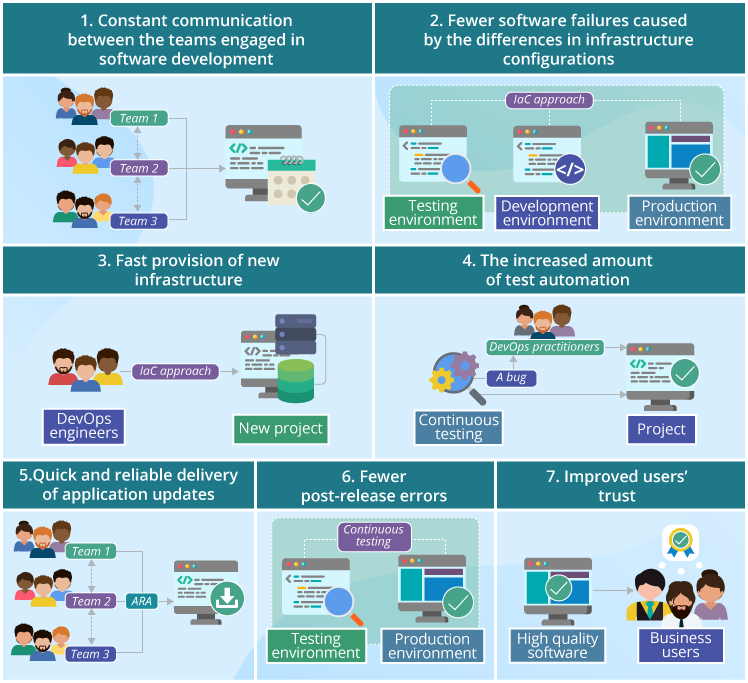 1. Constant communication
between the teams engaged in
software development
Team 1
Team 2
Team 3
2. Fewer software failures caused
by the differences in infrastructure
configurations
IaC approach
Testing
environment
Development
environment
Production
environment
3. Fast provision of new
infrastructure
IaC approach
DevOps
engineers
New project
4. The increased amount
of test automation
DevOps practitioners
A bug
Continuous
testing
Project
5.Quick and reliable delivery
of application updates
Team 1
Team 2
ARA
Team 3
6. Fewer
post-release errors
Continuous
testing
Testing
environment
Production
environment
7. Improved users’
trust
High quality
software
Business
users